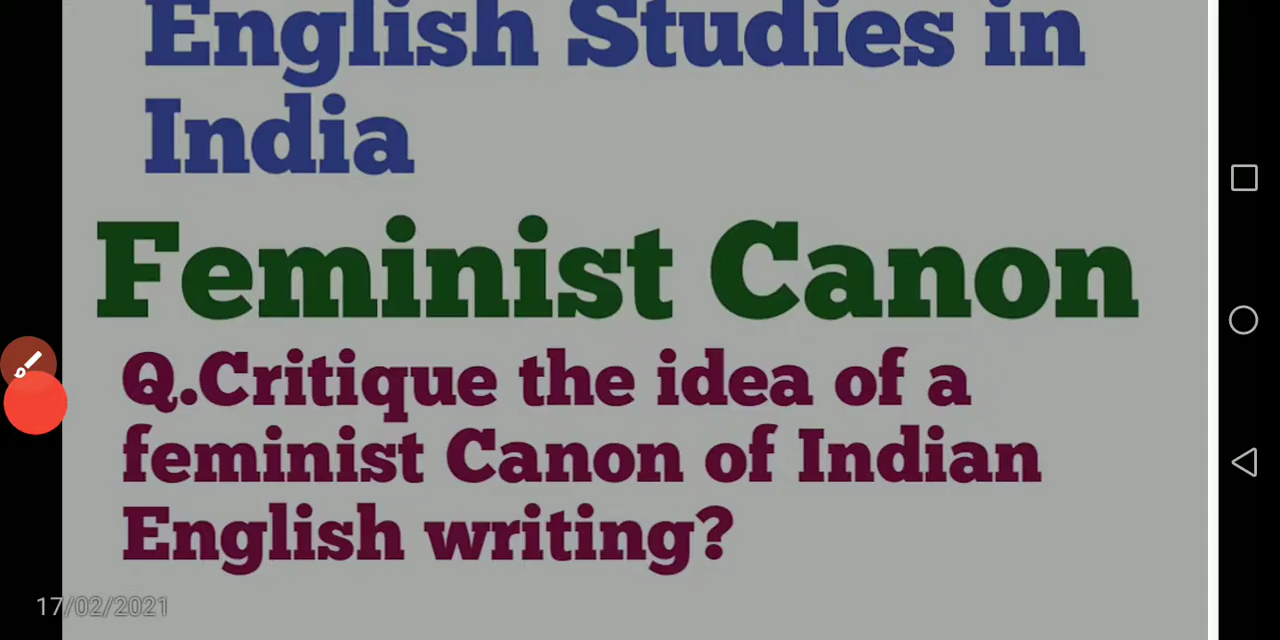 English Studies in
India
Feminist Canon
Q.Critique the idea of a
feminist Canon of Indian
English writing?
17/02/2021